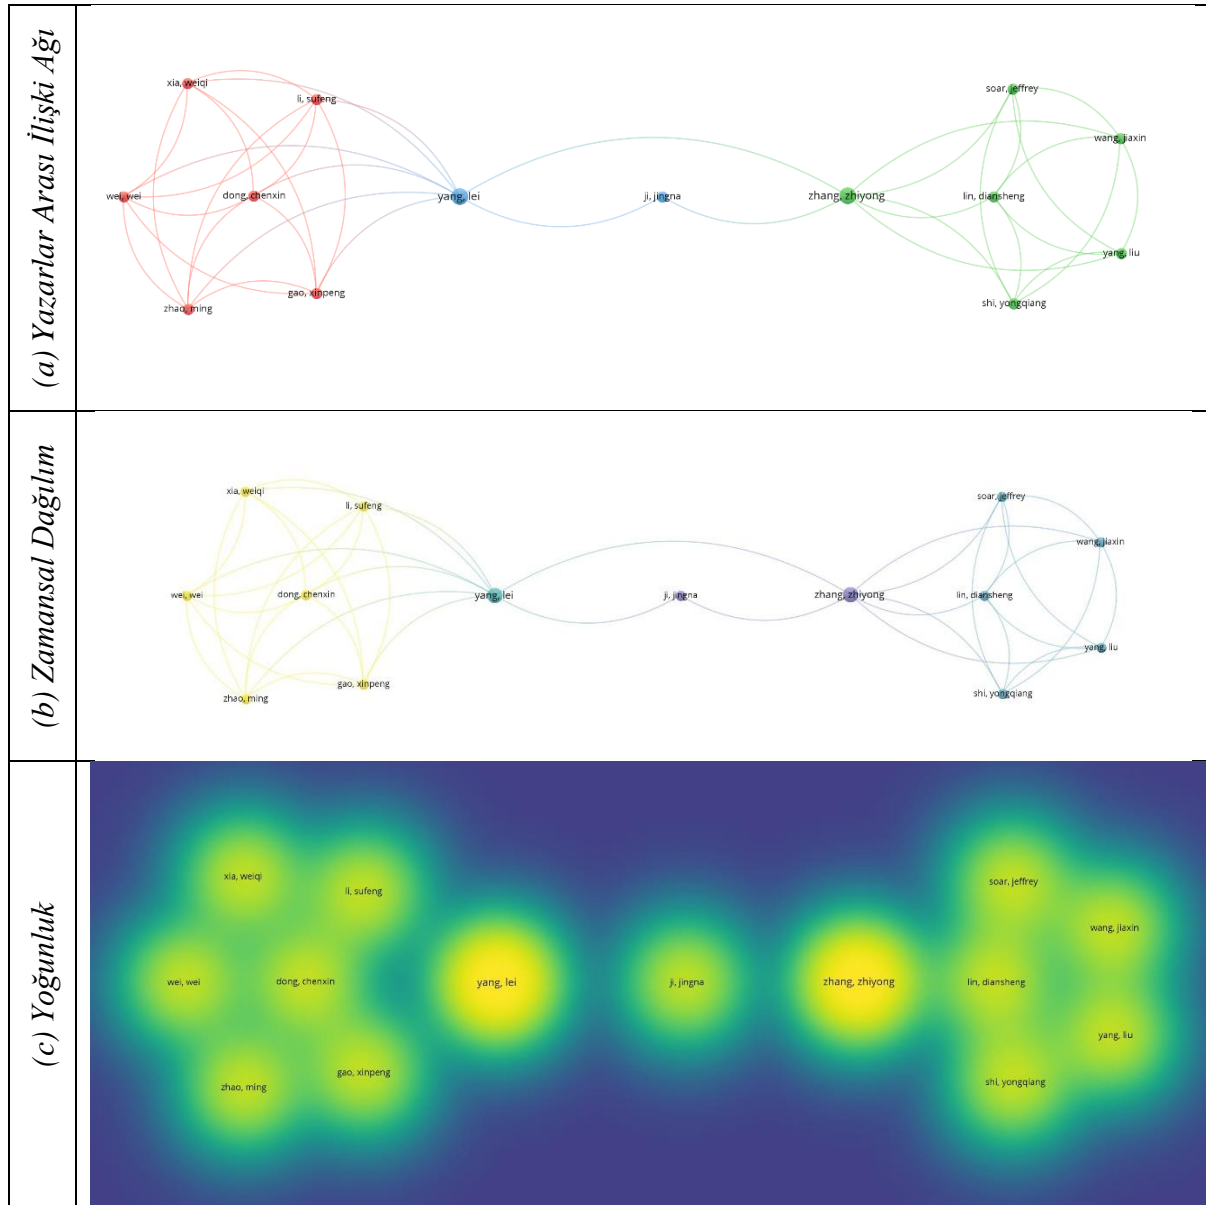 (a) Yazarlar Arası İlişki Ağı
xia, weiqi
li, sufeng
wei, wei
dong, chenxin
yang, lei
gao, xinpeng
zhao, ming
ji, jingna
zhang, zhiyong
soar, jeffrey
wang, jiaxin
lin, diansheng
yang, liu
shi, yongqiang
(b) Zamansal Dağılım
xia, weiqi
li, sufeng
wei, wei
dong, chenxin
yang, lei
gao, xinpeng
zhao, ming
ji, jingna
zhang, zhiyong
soar, jeffrey
wang, jiaxin
lin, diansheng
yang, liu
shi, yongqiang
(c) Yoğunluk
xia, weiqi
li, sufeng
wei, wei
dong, chenxin
yang, lei
gao, xinpeng
zhao, ming
ji, jingna
zhang, zhiyong
soar, jeffrey
wang, jiaxin
lin, diansheng
yang, liu
shi, yongqiang